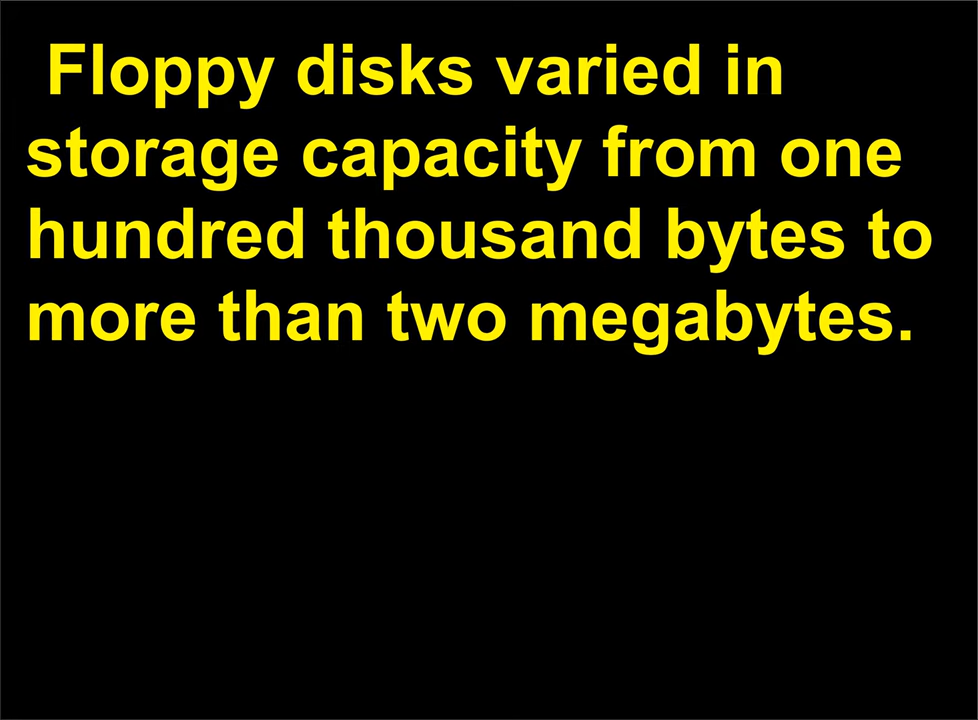 Floppy disks varied in
storage capacity from one
hundred thousand bytes to
more than two megabytes.